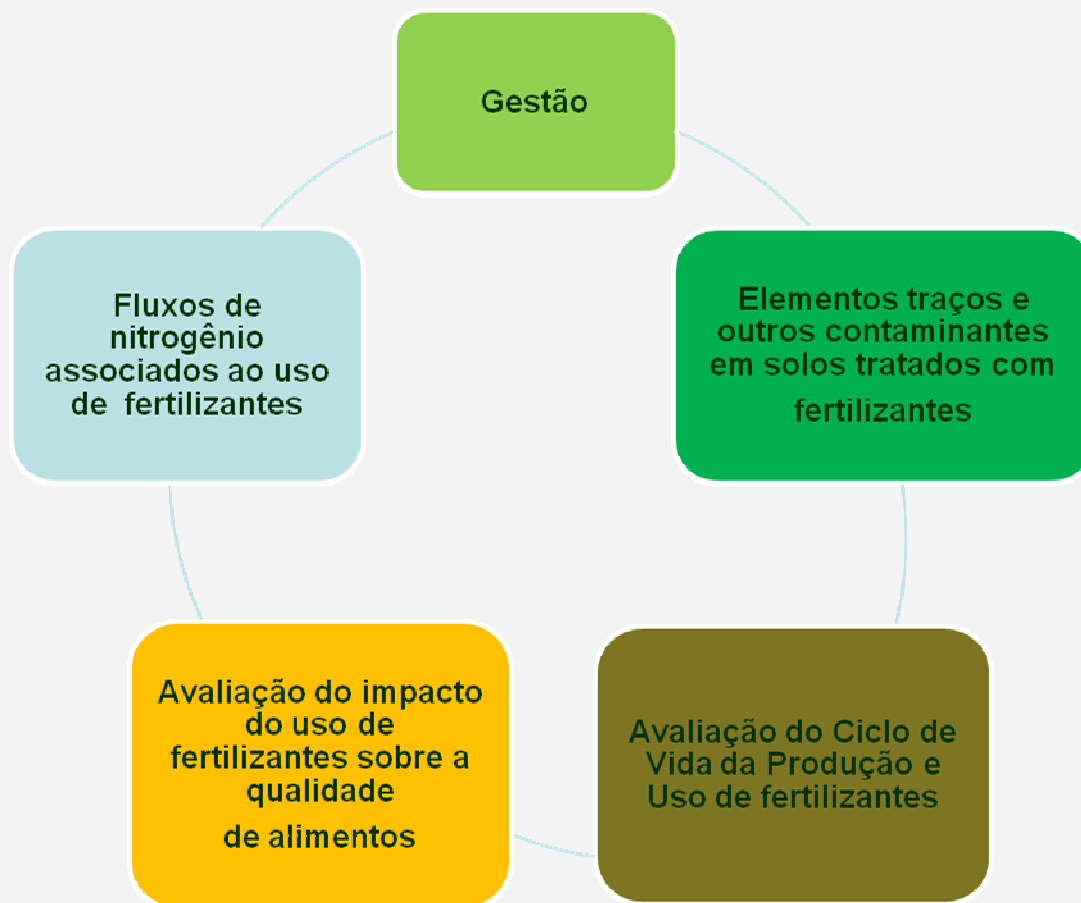 Gestão
Fluxos de
nitrogênio
associados ao uso
de fertilizantes
Elementos traços e
outros contaminantes
em solos tratados com
fertilizantes
Avaliação do impacto
do uso de
fertilizantes sobre a
qualidade
de alimentos
Avaliação do Ciclo de
Vida da Produção e
Uso de fertilizantes